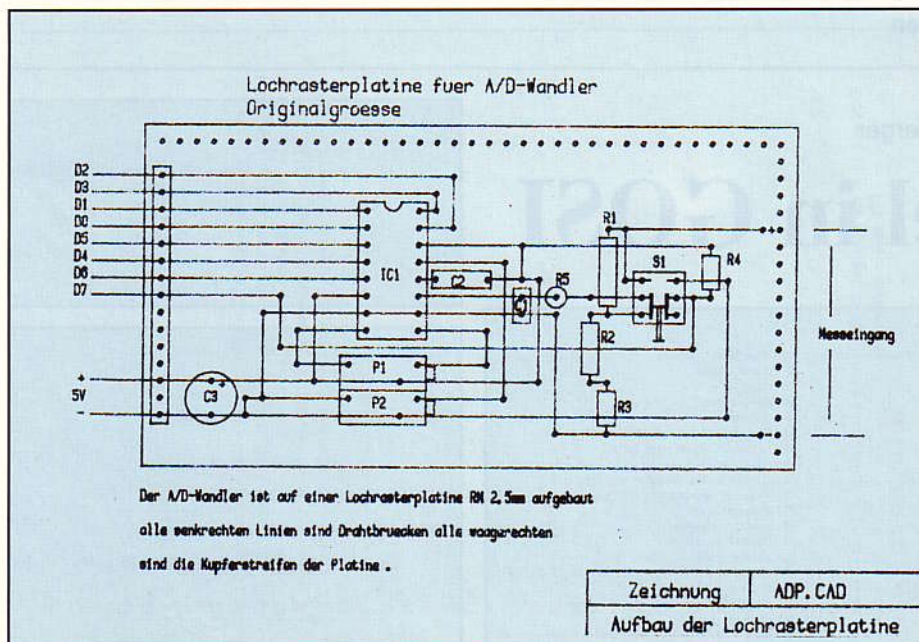 Lochrasterplatine fuer A/D-Wandler
Originalgroesse
D2
D3
D1
D0
D5
D4
D6
D7
IC1
C2
C1
R5
R1
S1
R4
R2
R3
P1
P2
C3
+
+
5V
-
Messeingang
Der A/D-Wandler ist auf einer Lochrasterplatine RM 2,5mm aufgebaut
alle senkrechten Linien sind Drahtbruecken alle waagerechten
sind die Kupferstreifen der Platine .
Zeichnung ADP.CAD
Aufbau der Lochrasterplatine